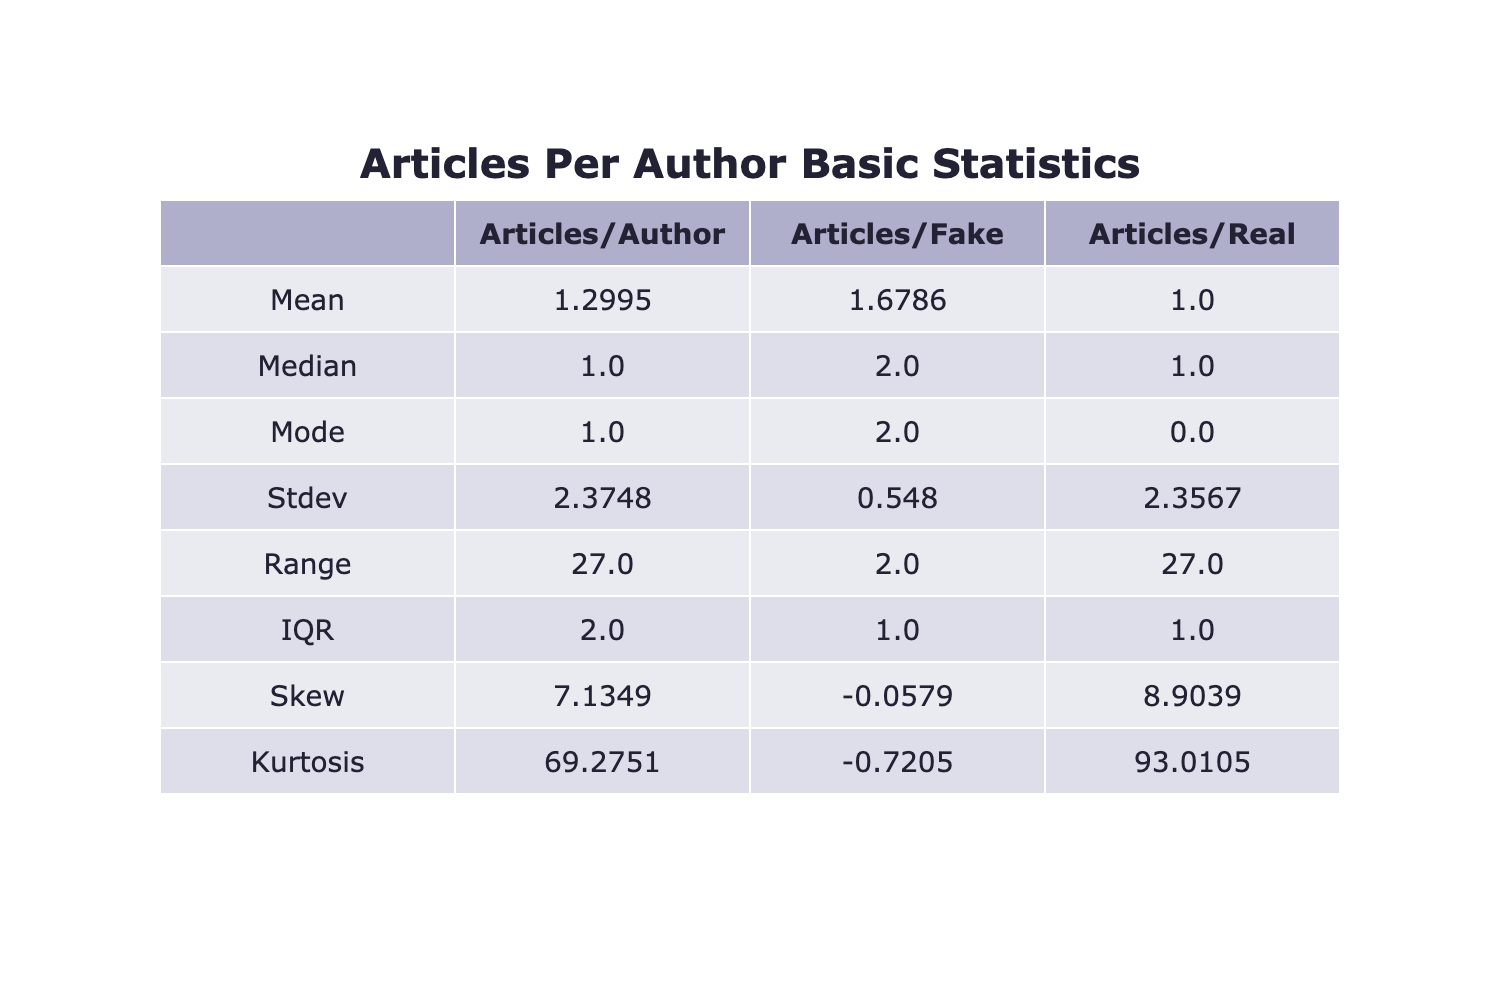 Articles Per Author Basic Statistics
Articles/Author Articles/Fake Articles/Real
Mean 1.2995 1.6786 1.0
Median 1.0 2.0 1.0
Mode 1.0 2.0 0.0
Stdev 2.3748 0.548 2.3567
Range 27.0 2.0 27.0
IQR 2.0 1.0 1.0
Skew 7.1349 -0.0579 8.9039
Kurtosis 69.2751 -0.7205 93.0105